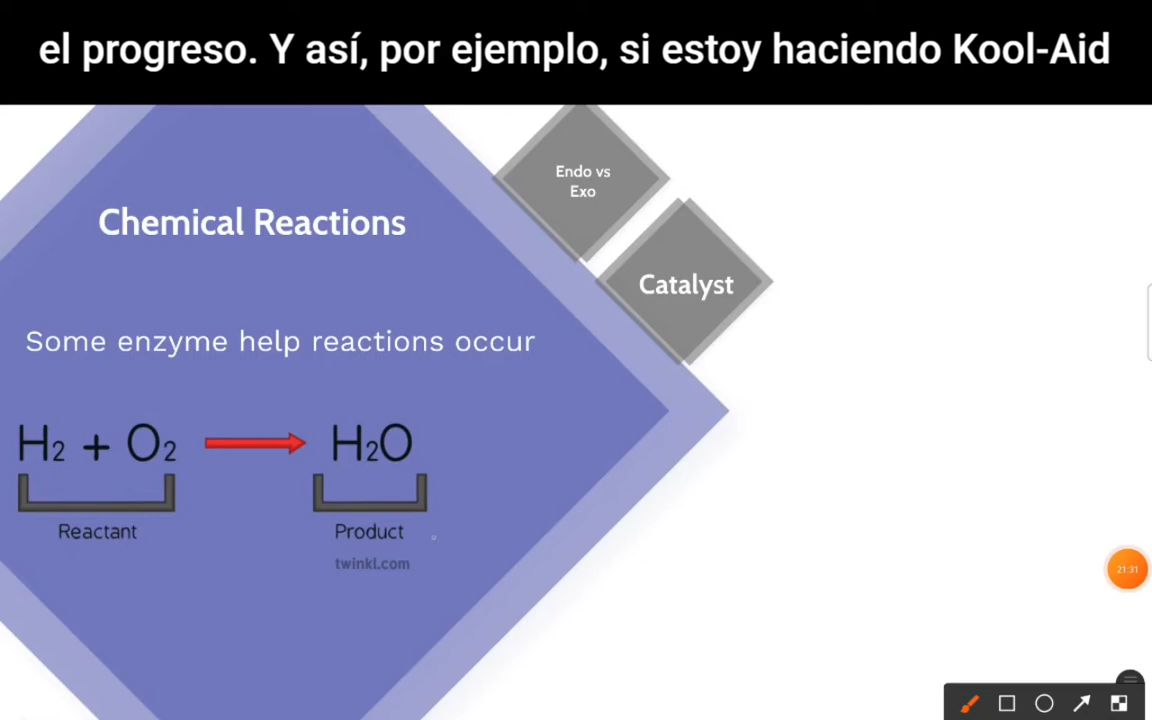 el progreso. Y así, por ejemplo, si estoy haciendo Kool-Aid
Endo vs
Exo
Chemical Reactions
Catalyst
Some enzyme help reactions occur
H₂ + O₂ H₂O
Reactant Product
twinkl.com
21:31